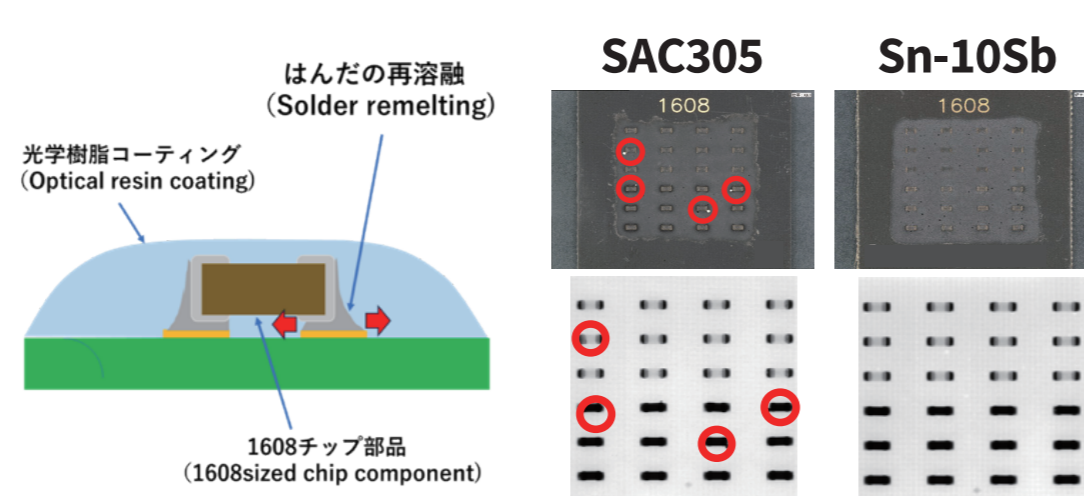 はんだの再溶融
（Solder remelting）
光学樹脂コーティング
（Optical resin coating）
1608チップ部品
（1608sized chip component）
SAC305
Sn-10Sb
1608
1608